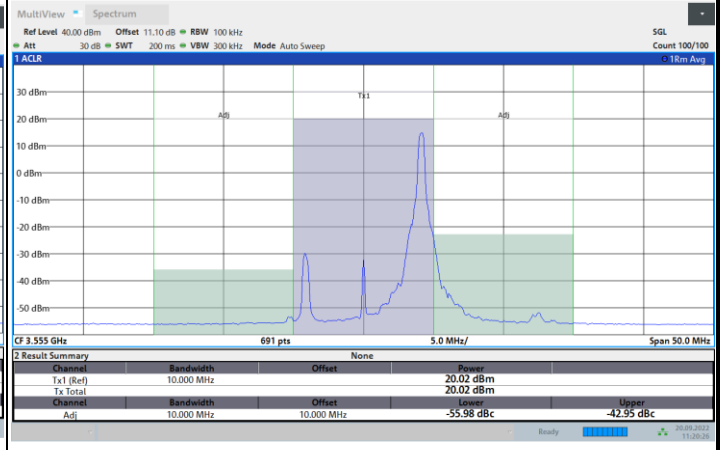 MultiView Spectrum
Ref Level 40.00 dBm Offset 11.10 dB RBW 100 kHz SGL
Att 30 dB SWT 200 ms VBW 300 kHz Mode Auto Sweep Count 100/100
1 ACLR 1Rm Avg
30 dBm
Tx1
20 dBm Adj Adj
10 dBm
0 dBm
-10 dBm
-20 dBm
-30 dBm
-40 dBm
-50 dBm
CF 3.555 GHz 691 pts 5.0 MHz/ Span 50.0 MHz
2 Result Summary None
Channel Bandwidth Offset Power
Tx1 (Ref) 10.000 MHz 20.02 dBm
Tx Total 20.02 dBm
Channel Bandwidth Offset Lower Upper
Adj 10.000 MHz 10.000 MHz -55.98 dBc -42.95 dBc
Ready 20.09.2022
11:20:26